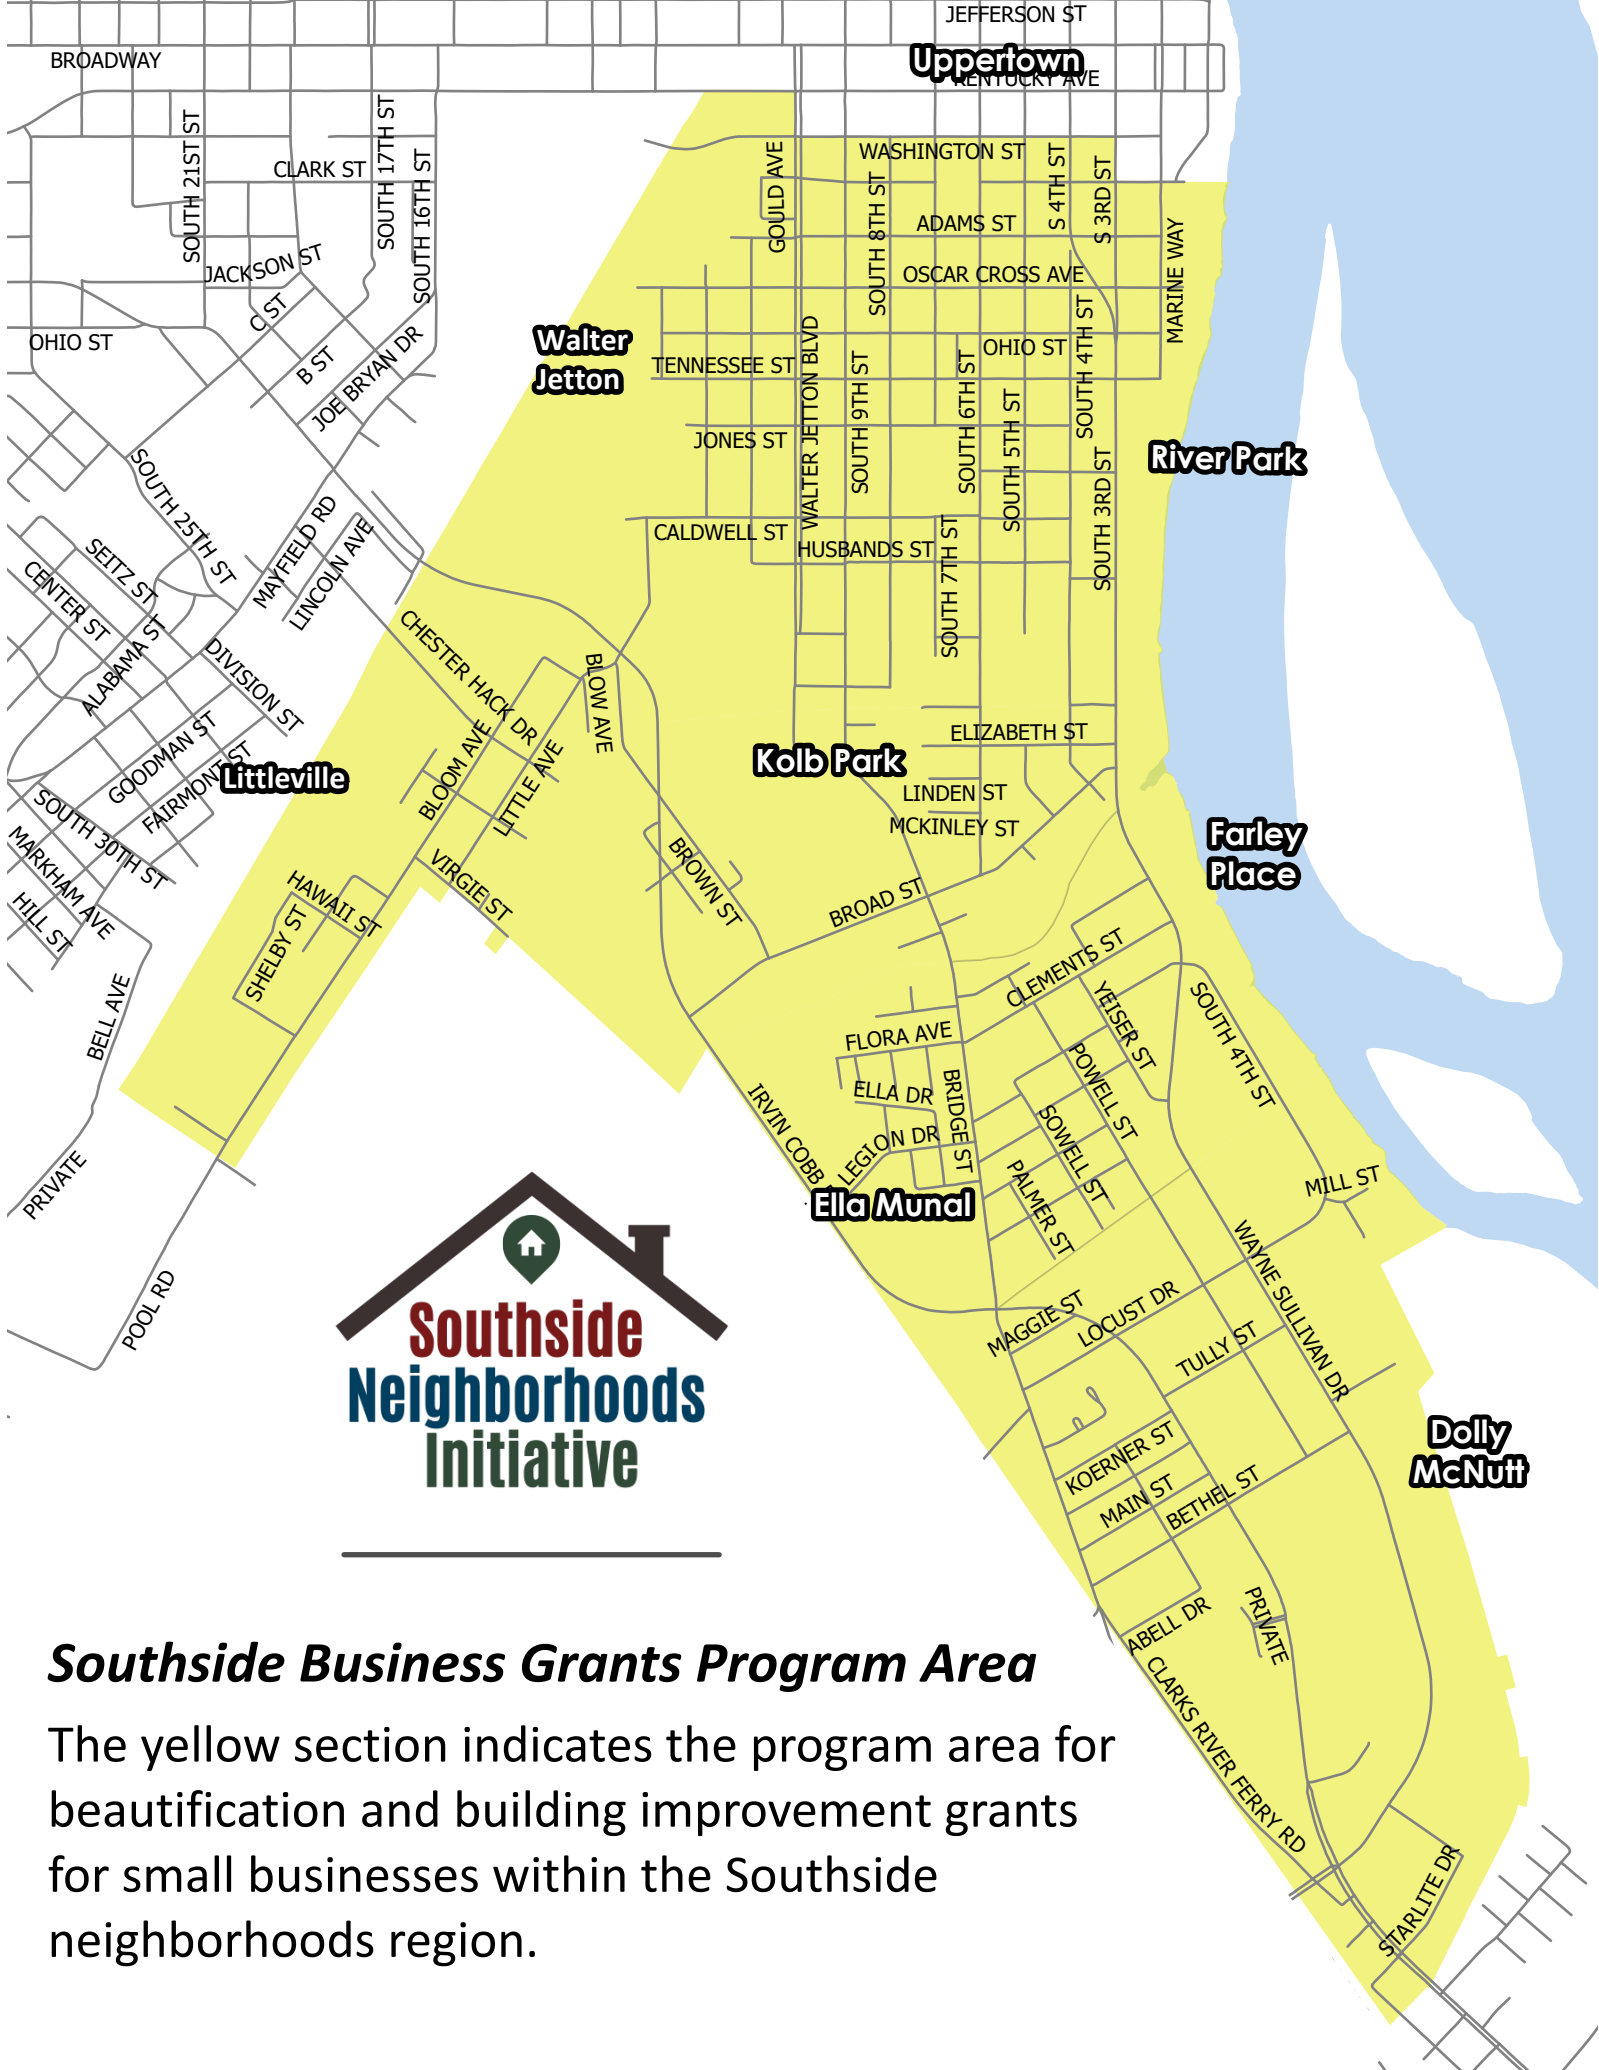 JEFFERSON ST
BROADWAY
Uppertown
KENTUCKY AVE
SOUTH 21ST ST
SOUTH 17TH ST
SOUTH 16TH ST
CLARK ST
GOULD AVE
WASHINGTON ST
S 4TH ST
S 3RD ST
SOUTH 8TH ST
ADAMS ST
MARINE WAY
JACKSON ST
OSCAR CROSS AVE
C ST
OHIO ST
B ST
JOE BRYAN DR
Walter
Jetton
TENNESSEE ST
WALTER JETTON BLVD
OHIO ST
SOUTH 4TH ST
SOUTH 9TH ST
SOUTH 6TH ST
SOUTH 5TH ST
JONES ST
River Park
SOUTH 3RD ST
SOUTH 25TH ST
MAYFIELD RD
LINCOLN AVE
CALDWELL ST
HUSBANDS ST
SOUTH 7TH ST
SEITZ ST
CENTER ST
ALABAMA ST
DIVISION ST
CHESTER HACK DR
BLOW AVE
GOODMAN ST
FAIRMONT ST
Littleville
BLOOM AVE
LITTLE AVE
Kolb Park
ELIZABETH ST
LINDEN ST
MCKINLEY ST
SOUTH 30TH ST
MARKHAM AVE
HILL ST
Farley
Place
VIRGIE ST
BROWN ST
BROAD ST
HAWAII ST
SHELBY ST
BELL AVE
CLEMENTS ST
YEISER ST
SOUTH 4TH ST
FLORA AVE
POWELL ST
ELLA DR
BRIDGE ST
SOWELL ST
IRVIN COBB
LEGION DR
PALMER ST
PRIVATE
Ella Munal
MILL ST
WAYNE SULLIVAN DR
POOL RD
MAGGIE ST
LOCUST DR
TULLY ST
Southside
Neighborhoods
Initiative
Dolly
McNutt
KOERNER ST
MAIN ST
BETHEL ST
ABELL DR
PRIVATE
CLARKS RIVER FERRY RD
STARLITE DR
Southside Business Grants Program Area
The yellow section indicates the program area for
beautification and building improvement grants
for small businesses within the Southside
neighborhoods region.